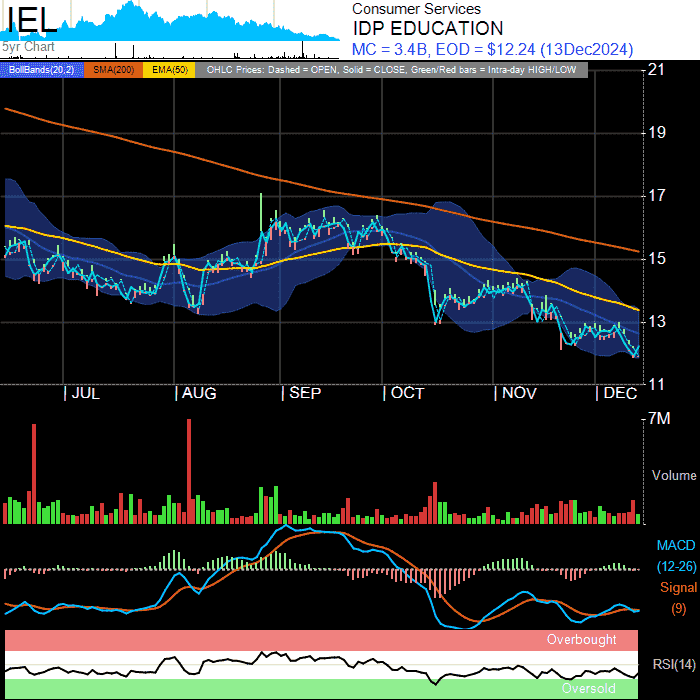 IEL
5yr Chart
Consumer Services
IDP EDUCATION
MC = 3.4B, EOD = $12.24 (13Dec2024)
BollBands(20,2) SMA(200) EMA(50) OHLC Prices: Dashed = OPEN, Solid = CLOSE, Green/Red bars = Intra-day HIGH/LOW
21
19
17
15
13
11
| JUL | AUG | SEP | OCT | NOV | DEC
7M
Volume
MACD
(12-26)
Signal
(9)
Overbought
RSI(14)
Oversold